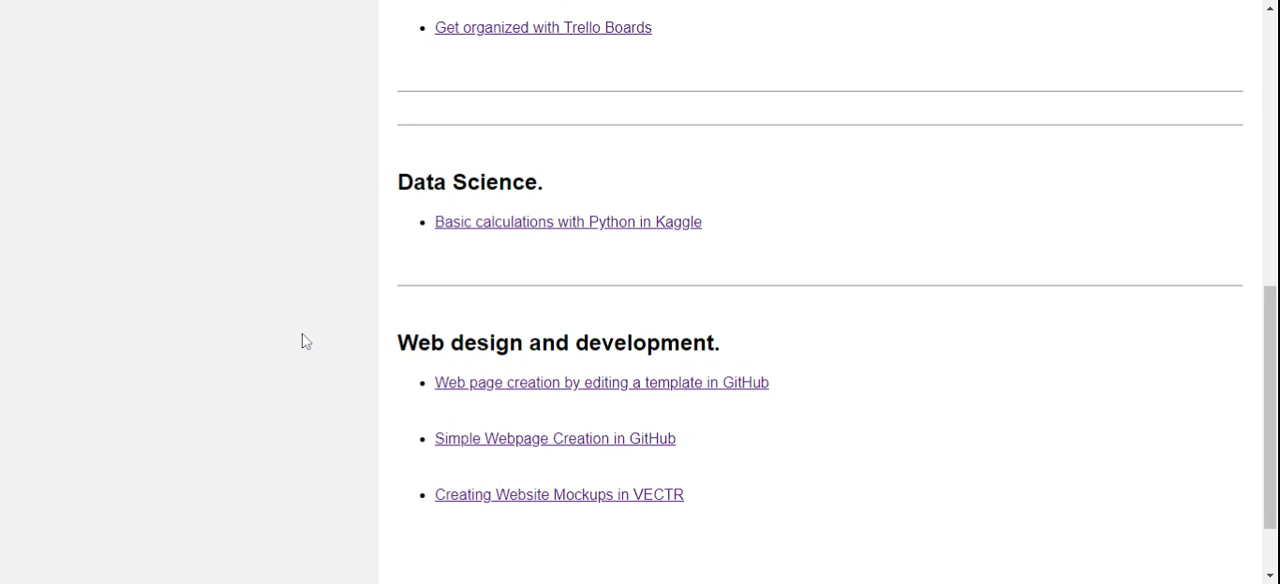 Get organized with Trello Boards
Data Science.
Basic calculations with Python in Kaggle
Web design and development.
Web page creation by editing a template in GitHub
Simple Webpage Creation in GitHub
Creating Website Mockups in VECTR